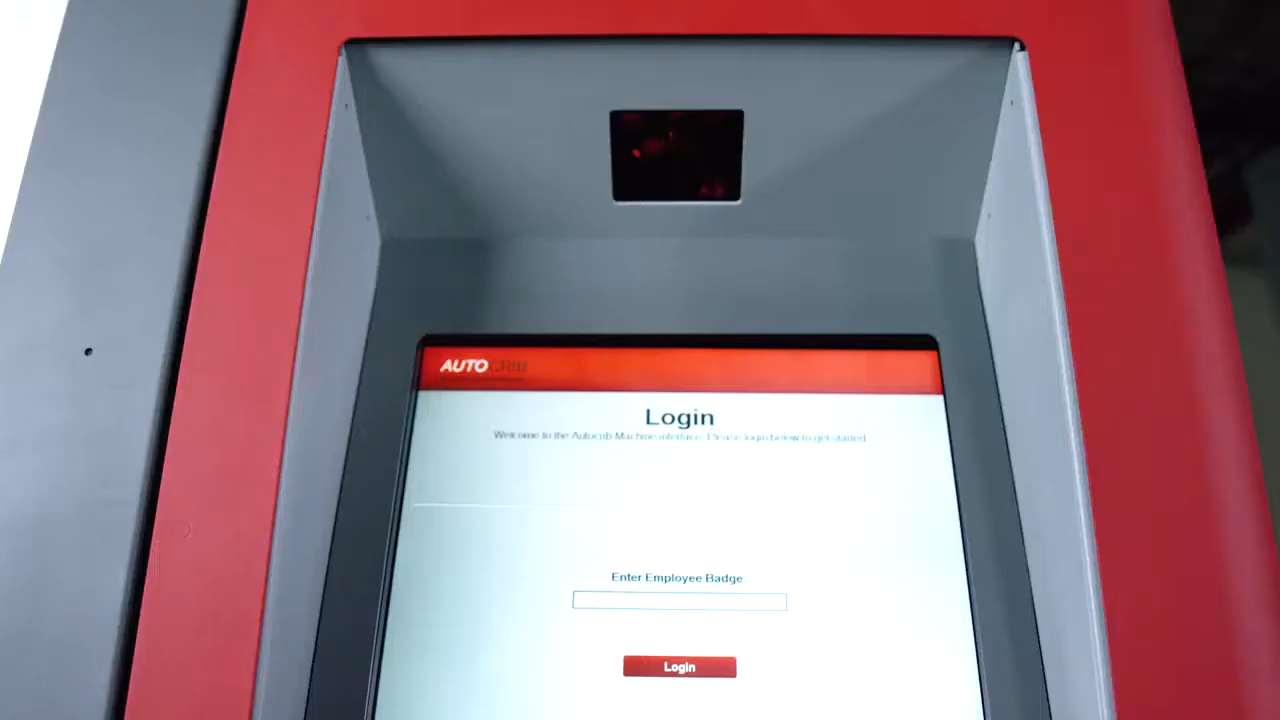 AUTOCRIB
Login
Welcome to the Autocrib Machine interface. Please login below to get started.
Enter Employee Badge:
Login